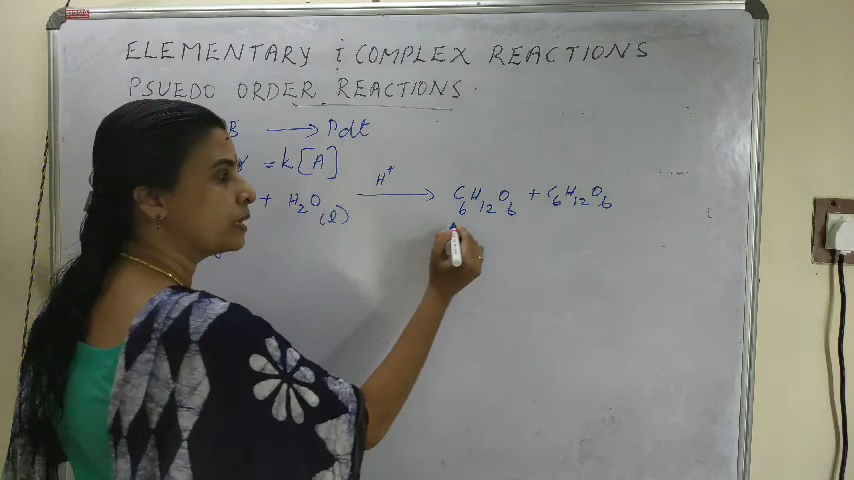 ELEMENTARY & COMPLEX REACTIONS
PSUEDO ORDER REACTIONS
B ⟶ Pdt
= k[A]
+ H₂O(l) ⟶ H⁺ C₆H₁₂O₆ + C₆H₁₂O₆